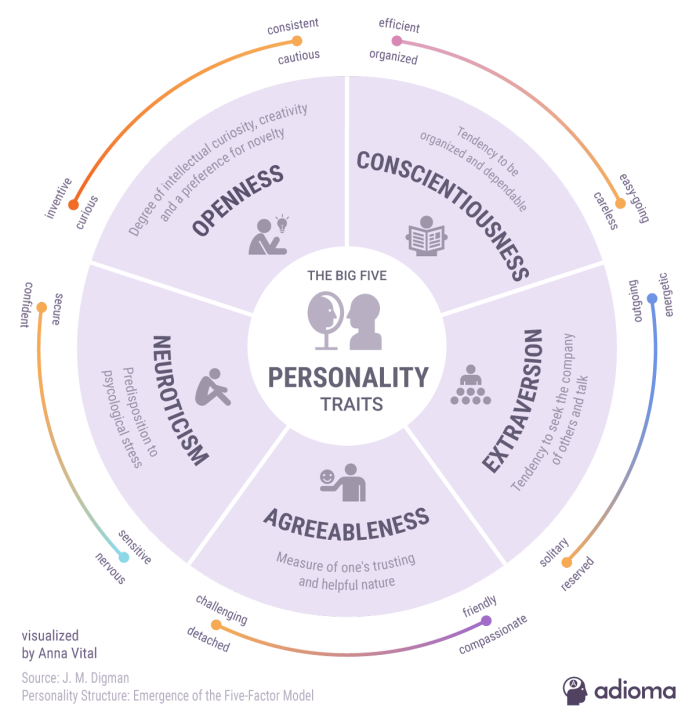 consistent
cautious
efficient
organized
Degree of intellectual curiosity, creativity
and a preference for novelty
OPENNESS
inventive
curious
Tendency to be
organized and dependable
CONSCIENTIOUSNESS
easy-going
careless
THE BIG FIVE
PERSONALITY
TRAITS
confident
secure
NEUROTICISM
Predisposition to
psycological stress
sensitive
nervous
energetic
outgoing
EXTRAVERSION
Tendency to seek the company
of others and talk
solitary
reserved
AGREEABLENESS
Measure of one's trusting
and helpful nature
challenging
detached
friendly
compassionate
visualized
by Anna Vital
Source: J. M. Digman
Personality Structure: Emergence of the Five-Factor Model
adioma